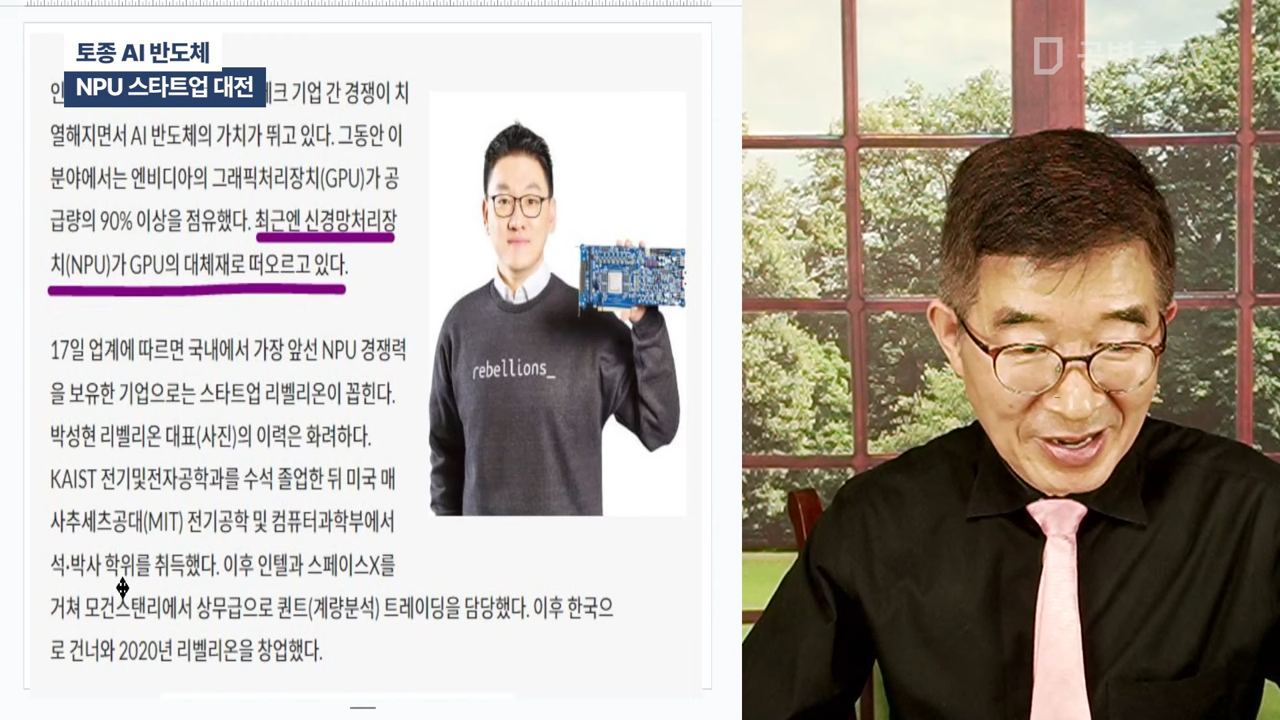 토종 AI 반도체
NPU 스타트업 대전
테크 기업 간 경쟁이 치
열해지면서 AI 반도체의 가치가 뛰고 있다. 그동안 이
분야에서는 엔비디아의 그래픽처리장치(GPU)가 공
급량의 90% 이상을 점유했다. 최근엔 신경망처리장
치(NPU)가 GPU의 대체재로 떠오르고 있다.
17일 업계에 따르면 국내에서 가장 앞선 NPU 경쟁력
을 보유한 기업으로는 스타트업 리벨리온이 꼽힌다.
박성현 리벨리온 대표(사진)의 이력은 화려하다.
KAIST 전기및전자공학과를 수석 졸업한 뒤 미국 매
사추세츠공대(MIT) 전기공학 및 컴퓨터과학부에서
석·박사 학위를 취득했다. 이후 인텔과 스페이스X를
거쳐 모건스탠리에서 상무급으로 퀀트(계량분석) 트레이딩을 담당했다. 이후 한국으
로 건너와 2020년 리벨리온을 창업했다.
rebellions_